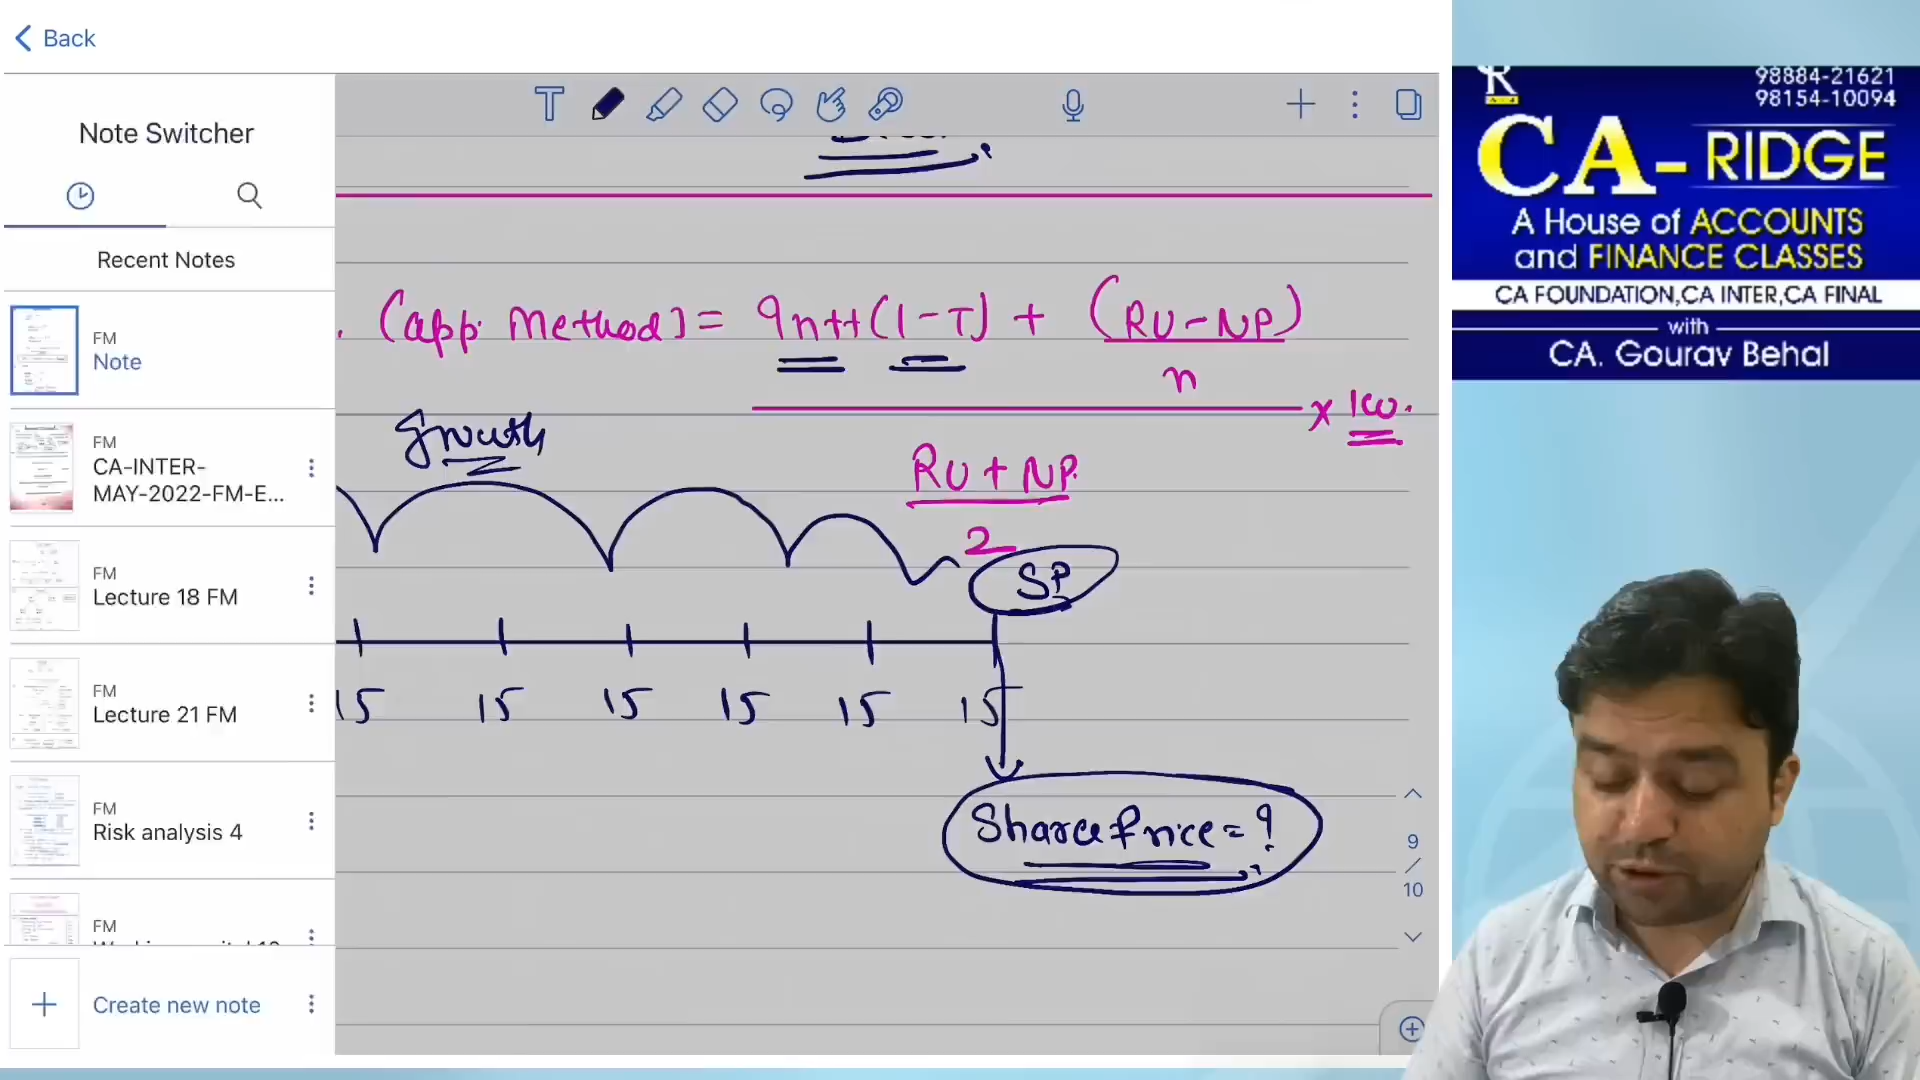 Back
Note Switcher
Recent Notes
FM
Note
FM
CA-INTER-
MAY-2022-FM-E...
FM
Lecture 18 FM
FM
Lecture 21 FM
FM
Risk analysis 4
FM
Create new note
T
. (app. Method) = Intt (1-T) + (RV-NP)
n
x 100.
RV + NP
2
Growth
SP
15 15 15 15 15 15
Share Price = ?
9
10
98884-21621
98154-10094
CA-RIDGE
A House of ACCOUNTS
and FINANCE CLASSES
CA FOUNDATION,CA INTER,CA FINAL
with
CA. Gourav Behal